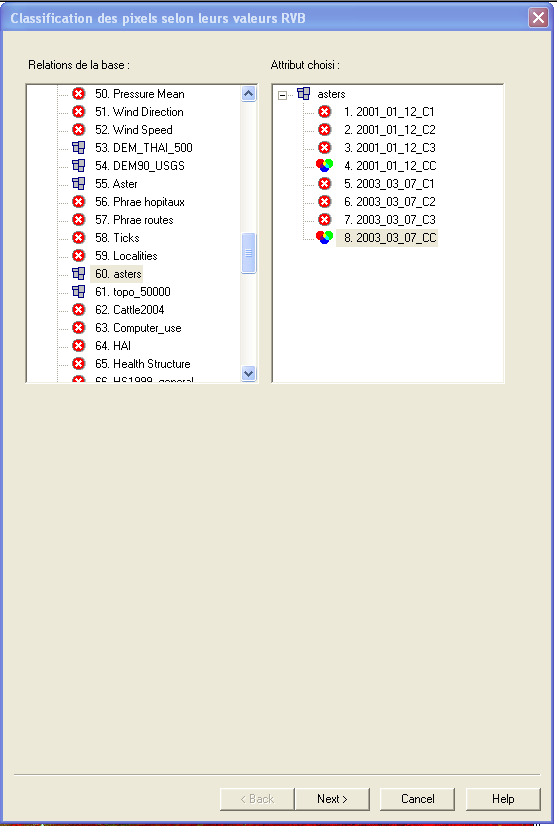 Classification des pixels selon leurs valeurs RVB
Relations de la base :
Attribut choisi :
50. Pressure Mean
51. Wind Direction
52. Wind Speed
53. DEM_THAI_500
54. DEM90_USGS
55. Aster
56. Phrae hopitaux
57. Phrae routes
58. Ticks
59. Localities
60. asters
61. topo_50000
62. Cattle2004
63. Computer_use
64. HAI
65. Health Structure
66. HS1999_general
asters
1. 2001_01_12_C1
2. 2001_01_12_C2
3. 2001_01_12_C3
4. 2001_01_12_CC
5. 2003_03_07_C1
6. 2003_03_07_C2
7. 2003_03_07_C3
8. 2003_03_07_CC
< Back
Next >
Cancel
Help